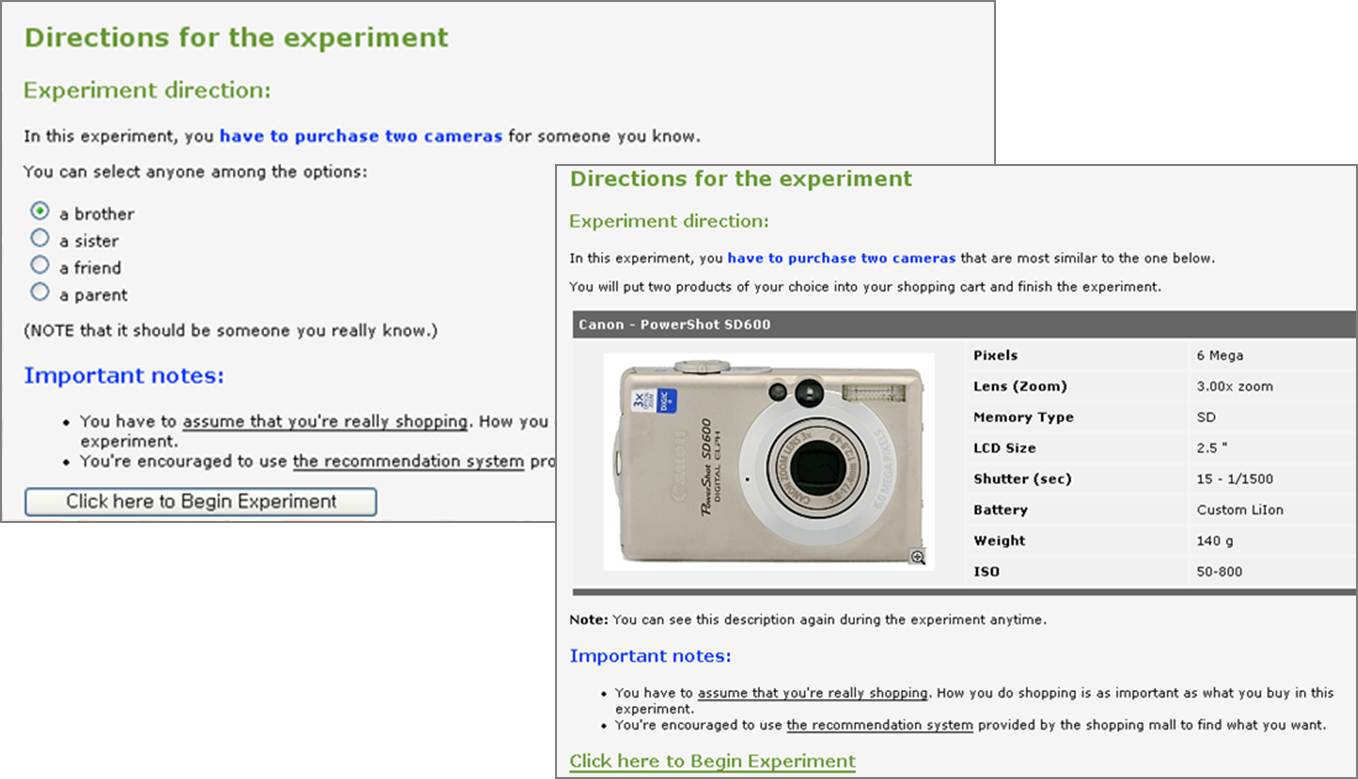 Directions for the experiment
Experiment direction:
In this experiment, you have to purchase two cameras for someone you know.
You can select anyone among the options:
a brother
a sister
a friend
a parent
(NOTE that it should be someone you really know.)
Important notes:
• You have to assume that you're really shopping. How you
experiment.
• You're encouraged to use the recommendation system pro
Click here to Begin Experiment
Directions for the experiment
Experiment direction:
In this experiment, you have to purchase two cameras that are most similar to the one below.
You will put two products of your choice into your shopping cart and finish the experiment.
Canon - PowerShot SD600
3X
DIGIC
PowerShot SD600
DIGITAL ELPH
Canon
CANON ZOOM LENS 3x
Pixels 6 Mega
Lens (Zoom) 3.00x zoom
Memory Type SD
LCD Size 2.5 "
Shutter (sec) 15 - 1/1500
Battery Custom LiIon
Weight 140 g
ISO 50-800
Note: You can see this description again during the experiment anytime.
Important notes:
• You have to assume that you're really shopping. How you do shopping is as important as what you buy in this
experiment.
• You're encouraged to use the recommendation system provided by the shopping mall to find what you want.
Click here to Begin Experiment